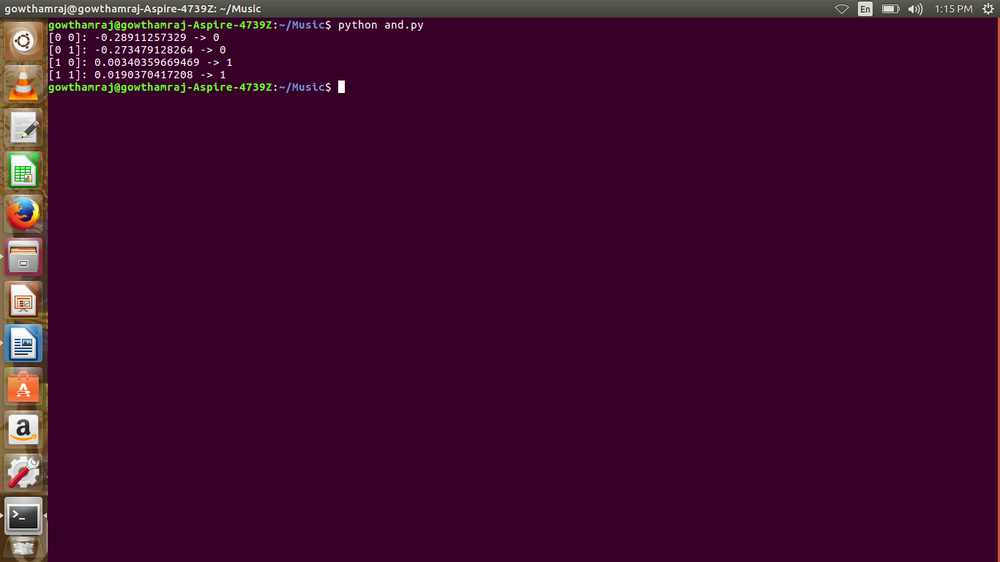 gowthamraj@gowthamraj-Aspire-4739Z: ~/Music
En
1:15 PM
gowthamraj@gowthamraj-Aspire-4739Z:~/Music$ python and.py
[0 0]: -0.28911257329 -> 0
[0 1]: -0.273479128264 -> 0
[1 0]: 0.00340359669469 -> 1
[1 1]: 0.0190370417208 -> 1
gowthamraj@gowthamraj-Aspire-4739Z:~/Music$
A
a
>_